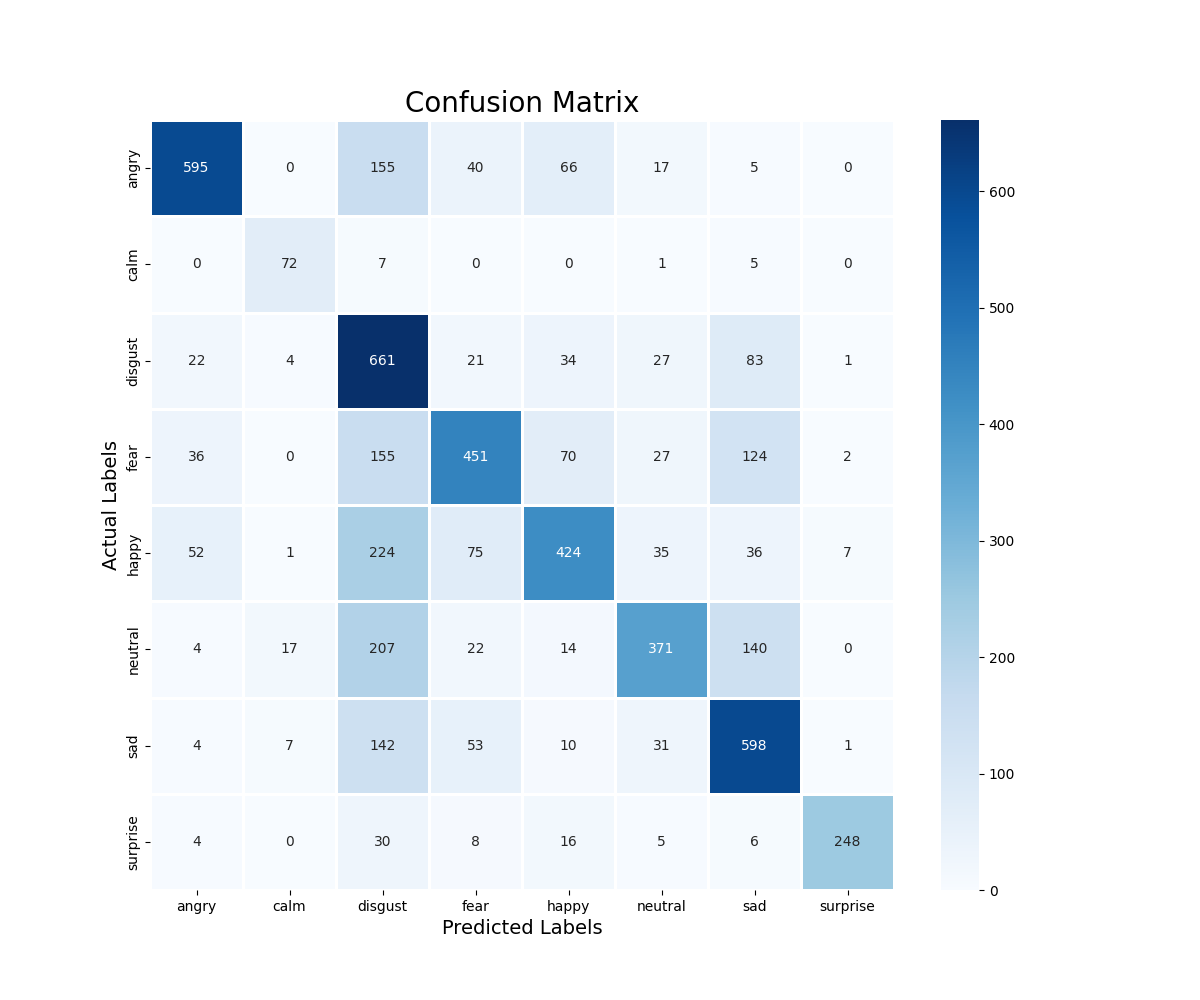 Confusion Matrix
angry 595 0 155 40 66 17 5 0
calm 0 72 7 0 0 1 5 0
disgust 22 4 661 21 34 27 83 1
fear 36 0 155 451 70 27 124 2
happy 52 1 224 75 424 35 36 7
neutral 4 17 207 22 14 371 140 0
sad 4 7 142 53 10 31 598 1
surprise 4 0 30 8 16 5 6 248
angry calm disgust fear happy neutral sad surprise
Predicted Labels
Actual Labels
600
500
400
300
200
100
0